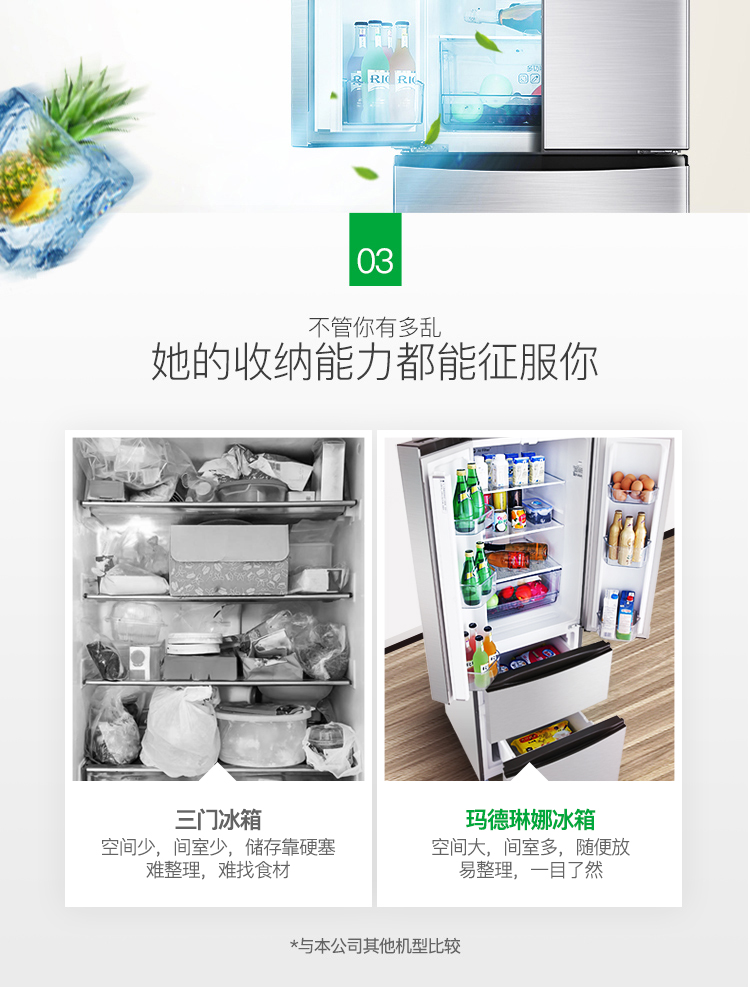 RIO
RIO
03
不管你有多乱
她的收纳能力都能征服你
三门冰箱
空间少，间室少，储存靠硬塞
难整理，难找食材
玛德琳娜冰箱
空间大，间室多，随便放
易整理，一目了然
*与本公司其他机型比较